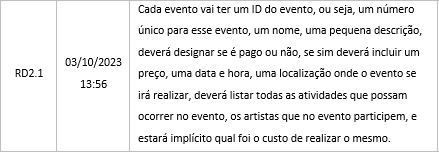 Cada evento vai ter um ID do evento, ou seja, um número
único para esse evento, um nome, uma pequena descrição,
deverá designar se é pago ou não, se sim deverá incluir um
RD2.1
03/10/2023
13:56
preço, uma data e hora, uma localização onde o evento se
irá realizar, deverá listar todas as atividades que possam
ocorrer no evento, os artistas que no evento participem, e
estará implícito qual foi o custo de realizar o mesmo.